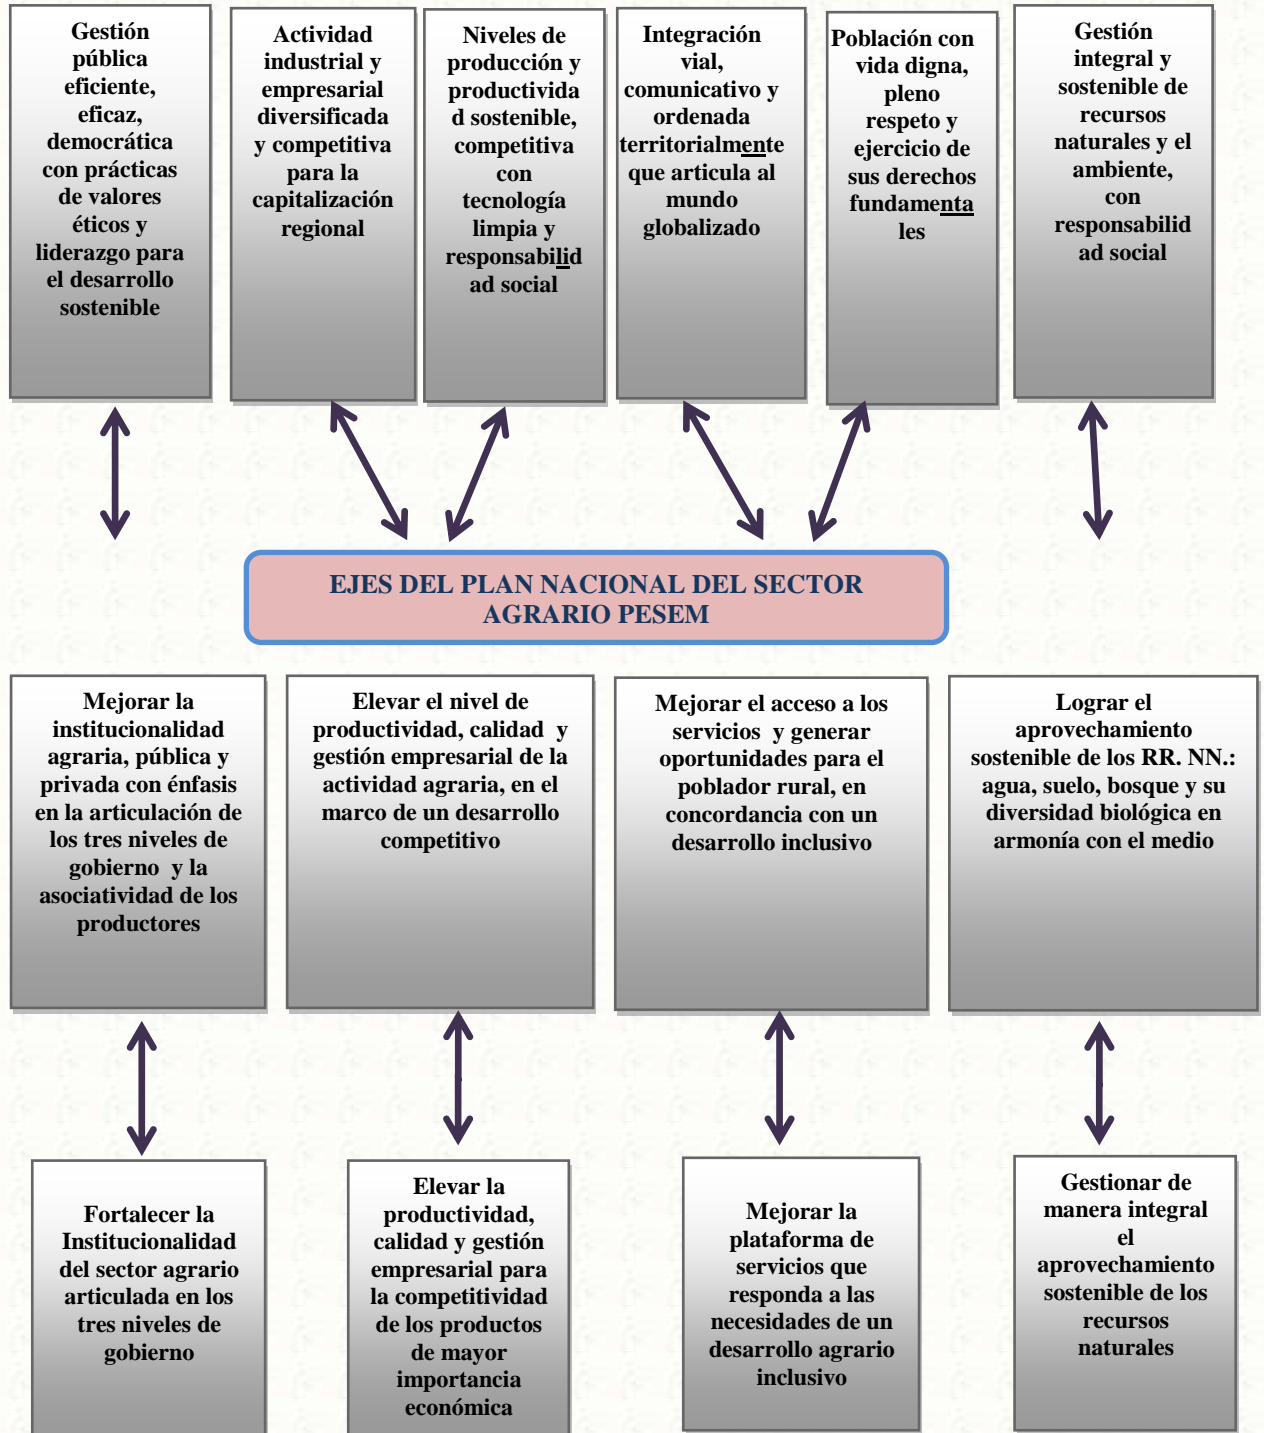 Gestión
pública
eficiente,
eficaz,
democrática
con prácticas
de valores
éticos y
liderazgo para
el desarrollo
sostenible
Actividad
industrial y
empresarial
diversificada
y competitiva
para la
capitalización
regional
Niveles de
producción y
productivida
d sostenible,
competitiva
con
tecnología
limpia y
responsabilid
ad social
Integración
vial,
comunicativo y
ordenada
territorialmente
que articula al
mundo
globalizado
Población con
vida digna,
pleno
respeto y
ejercicio de
sus derechos
fundamenta
les
Gestión
integral y
sostenible de
recursos
naturales y el
ambiente,
con
responsabilid
ad social
EJES DEL PLAN NACIONAL DEL SECTOR
AGRARIO PESEM
Mejorar la
institucionalidad
agraria, pública y
privada con énfasis
en la articulación de
los tres niveles de
gobierno y la
asociatividad de los
productores
Elevar el nivel de
productividad, calidad y
gestión empresarial de la
actividad agraria, en el
marco de un desarrollo
competitivo
Mejorar el acceso a los
servicios y generar
oportunidades para el
poblador rural, en
concordancia con un
desarrollo inclusivo
Lograr el
aprovechamiento
sostenible de los RR. NN.:
agua, suelo, bosque y su
diversidad biológica en
armonía con el medio
Fortalecer la
Institucionalidad
del sector agrario
articulada en los
tres niveles de
gobierno
Elevar la
productividad,
calidad y gestión
empresarial para
la competitividad
de los productos
de mayor
importancia
económica
Mejorar la
plataforma de
servicios que
responda a las
necesidades de un
desarrollo agrario
inclusivo
Gestionar de
manera integral
el
aprovechamiento
sostenible de los
recursos
naturales